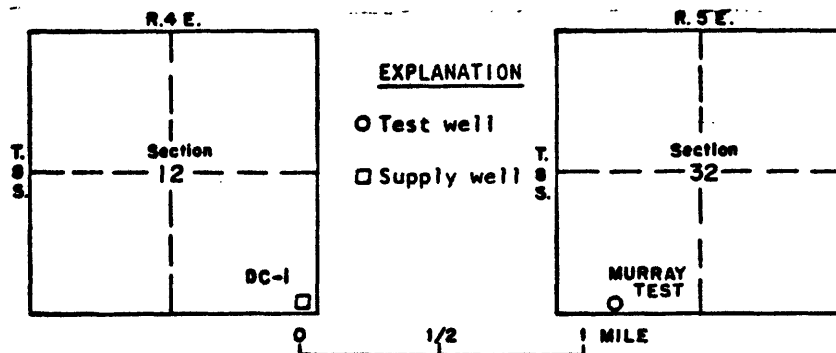 R.4 E.
R.5 E.
EXPLANATION
Test well
Supply well
T.
8
S.
Section
12
DC-1
T.
8
S.
Section
32
MURRAY
TEST
0 1/2 1 MILE